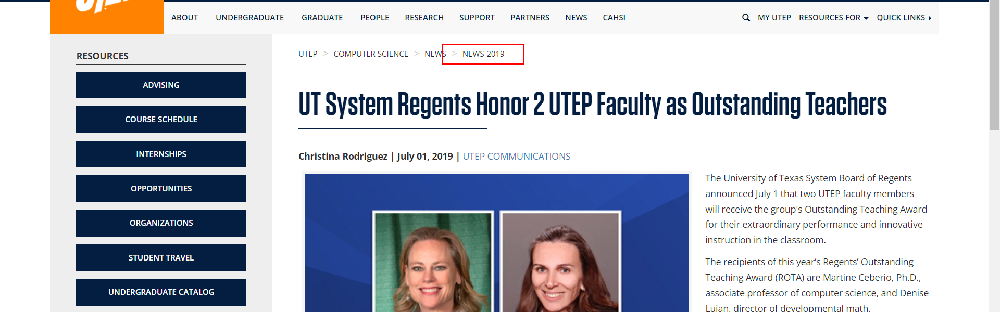 ABOUT UNDERGRADUATE GRADUATE PEOPLE RESEARCH SUPPORT PARTNERS NEWS CAHSI MY UTEP RESOURCES FOR QUICK LINKS
RESOURCES
ADVISING
COURSE SCHEDULE
INTERNSHIPS
OPPORTUNITIES
ORGANIZATIONS
STUDENT TRAVEL
UNDERGRADUATE CATALOG
UTEP > COMPUTER SCIENCE > NEWS > NEWS-2019
UT System Regents Honor 2 UTEP Faculty as Outstanding Teachers
Christina Rodriguez | July 01, 2019 | UTEP COMMUNICATIONS
The University of Texas System Board of Regents
announced July 1 that two UTEP faculty members
will receive the group's Outstanding Teaching Award
for their extraordinary performance and innovative
instruction in the classroom.
The recipients of this year’s Regents’ Outstanding
Teaching Award (ROTA) are Martine Ceberio, Ph.D.,
associate professor of computer science, and Denise
Lujan, director of developmental math.